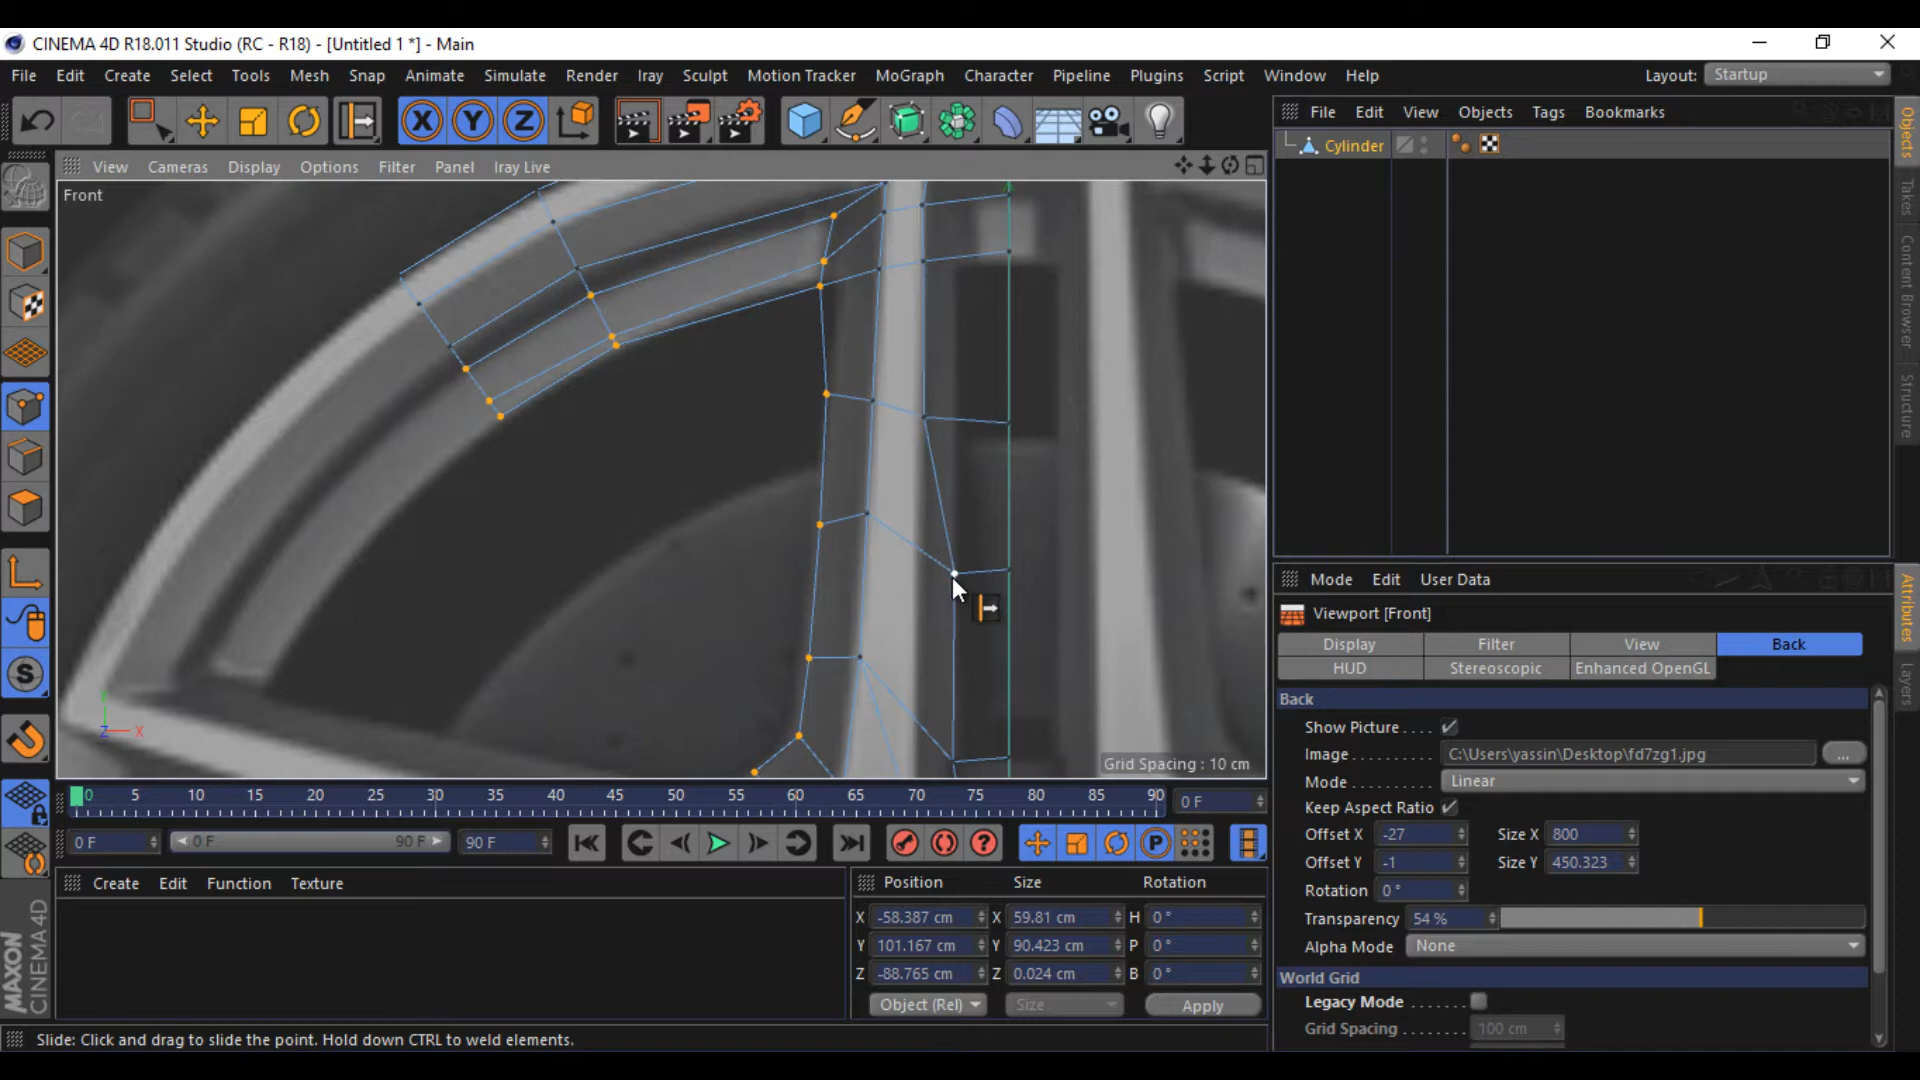 CINEMA 4D R18.011 Studio (RC - R18) - [Untitled 1 *] - Main
File Edit Create Select Tools Mesh Snap Animate Simulate Render Iray Sculpt Motion Tracker MoGraph Character Pipeline Plugins Script Window Help Layout: Startup
X Y Z
File Edit View Objects Tags Bookmarks
Objects
Takes
Content Browser
Structure
Cylinder
View Cameras Display Options Filter Panel Iray Live
Front
Grid Spacing : 10 cm
Y
Z X
S
Mode Edit User Data
Attributes
Layers
Viewport [Front]
Display Filter View Back
HUD Stereoscopic Enhanced OpenGL
Back
Show Picture . . . .
Image . . . . . . . . . . C:\Users\yassin\Desktop\fd7zg1.jpg ...
Mode . . . . . . . . . . Linear
Keep Aspect Ratio
Offset X -27 Size X 800
Offset Y -1 Size Y 450.323
Rotation 0 °
Transparency 54 %
Alpha Mode None
World Grid
Legacy Mode . . . . . . .
Grid Spacing . . . . . . . . 100 cm
0 5 10 15 20 25 30 35 40 45 50 55 60 65 70 75 80 85 90 0 F
0 F 0 F 90 F 90 F
P
Create Edit Function Texture
Position Size Rotation
X -58.387 cm X 59.81 cm H 0 °
Y 101.167 cm Y 90.423 cm P 0 °
Z -88.765 cm Z 0.024 cm B 0 °
Object (Rel) Size Apply
MAXON
CINEMA 4D
Slide: Click and drag to slide the point. Hold down CTRL to weld elements.